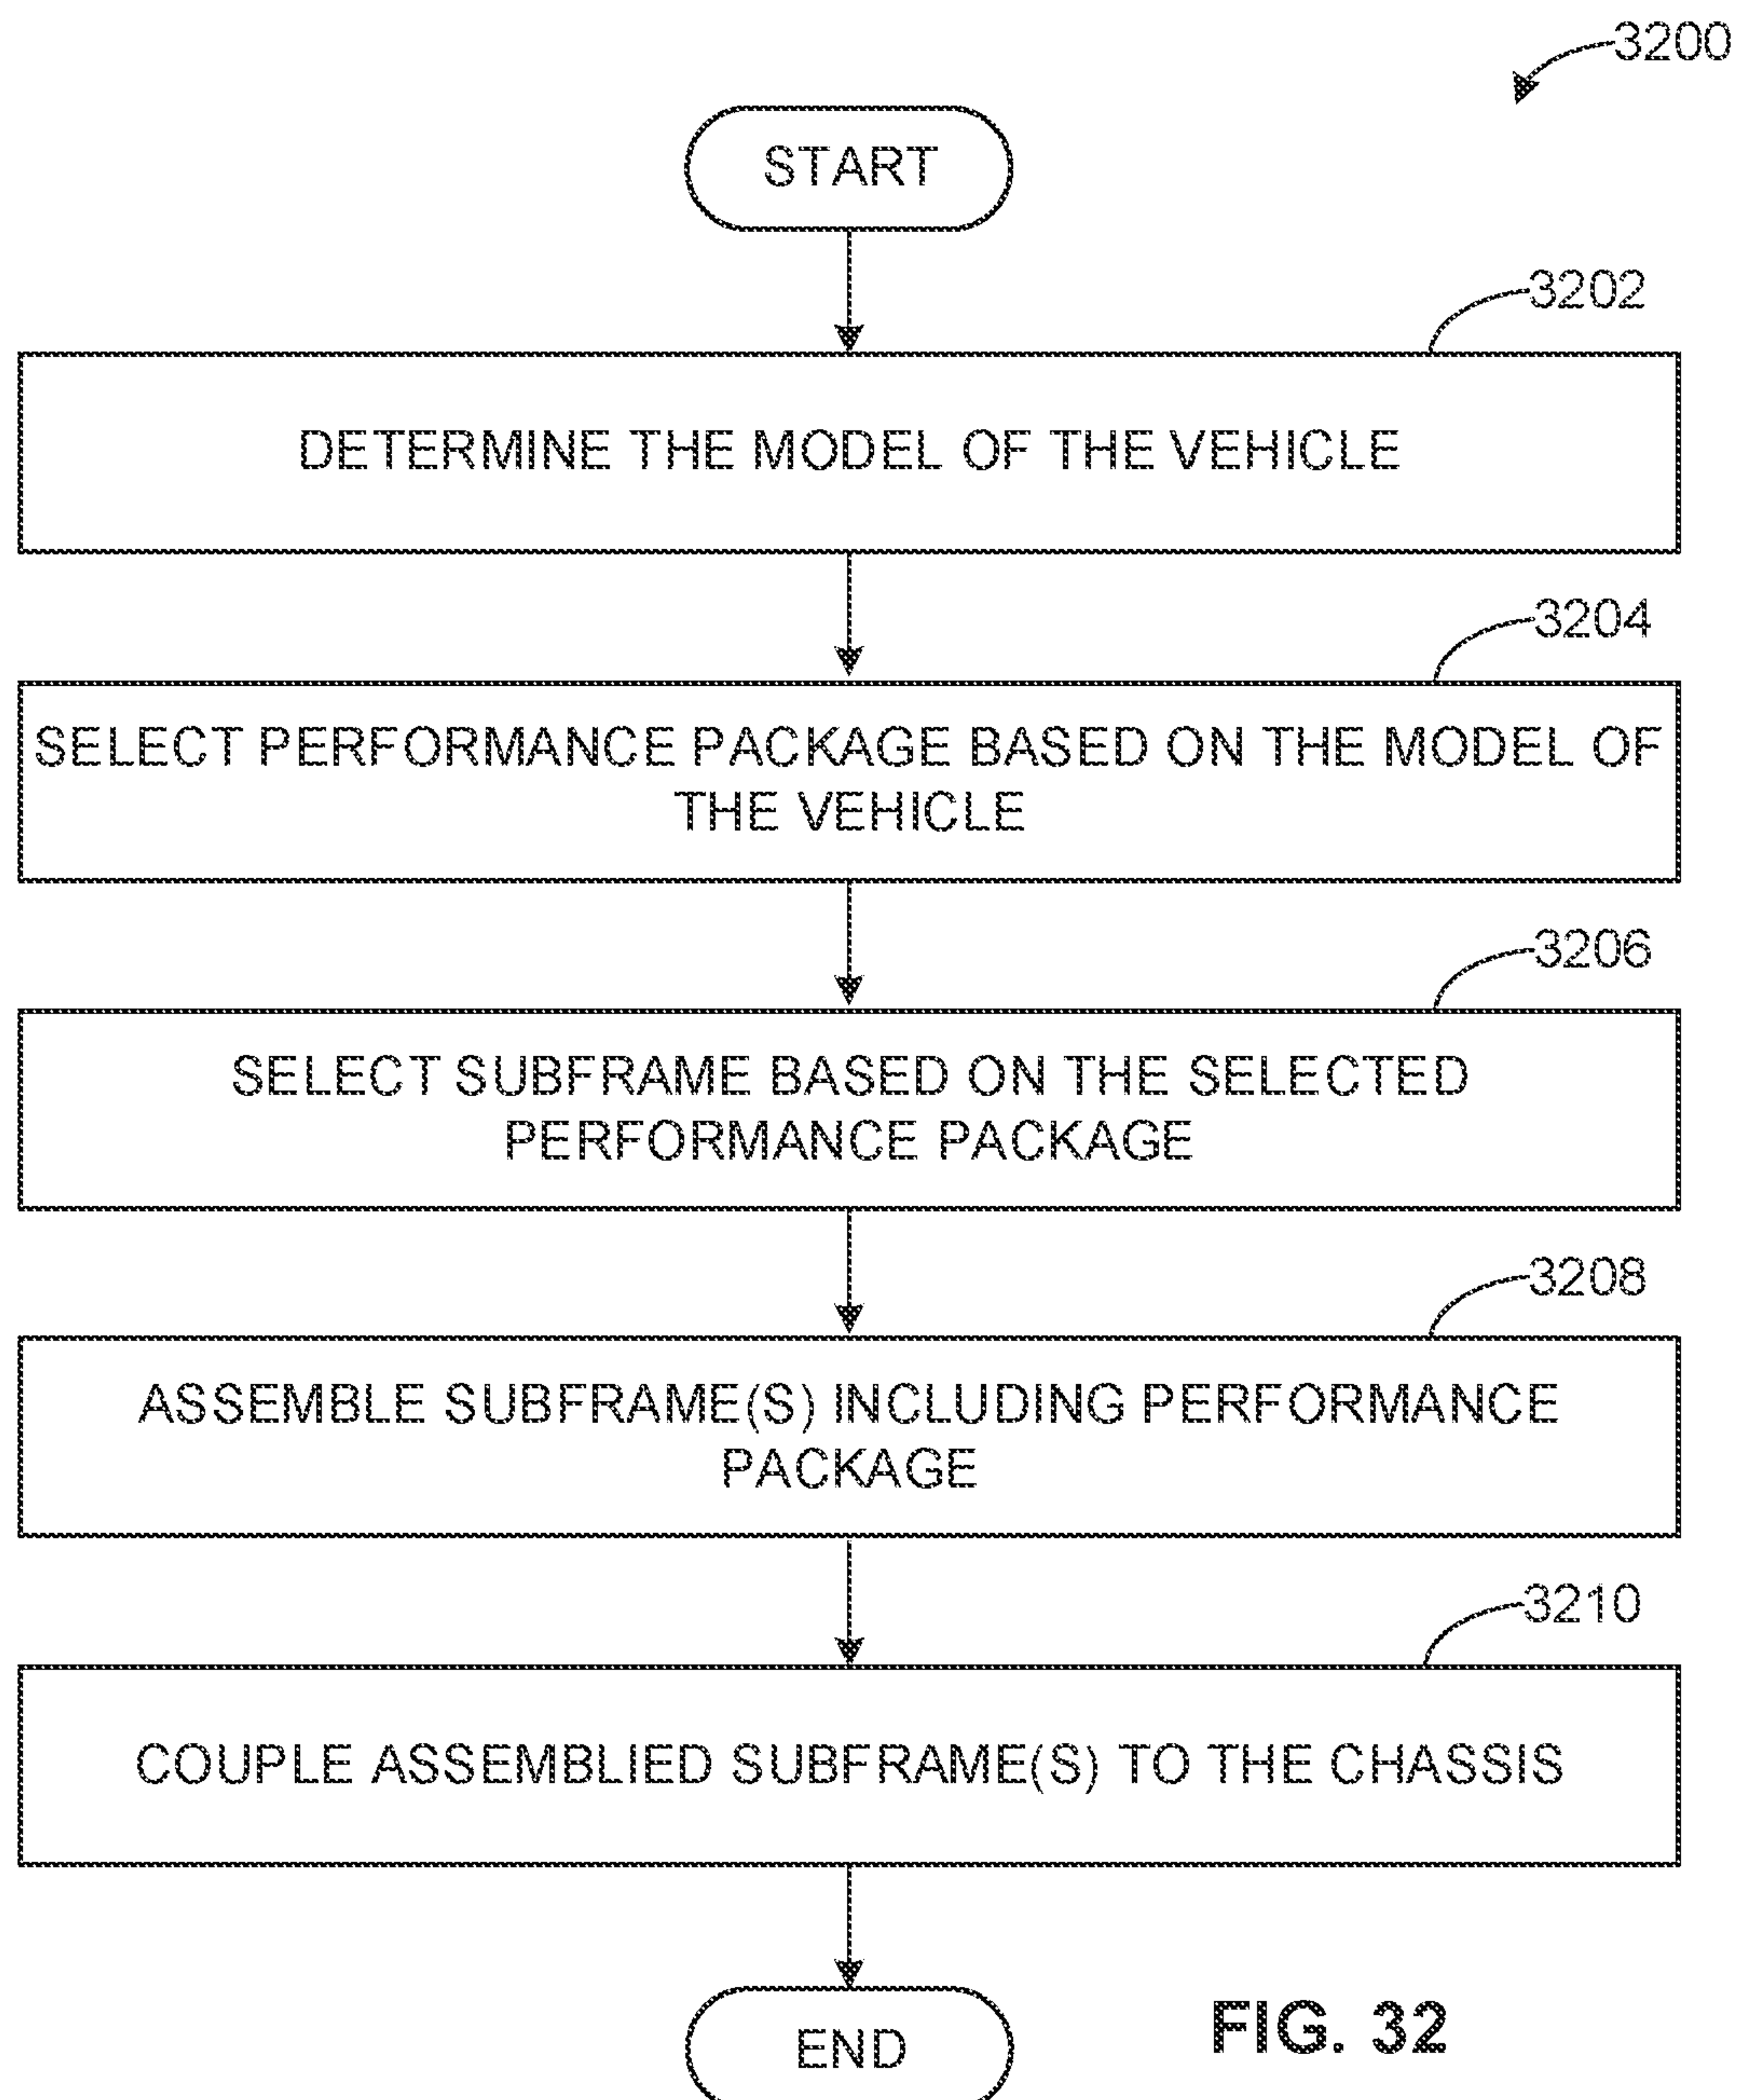 3200
START
3202
DETERMINE THE MODEL OF THE VEHICLE
3204
SELECT PERFORMANCE PACKAGE BASED ON THE MODEL OF
THE VEHICLE
3206
SELECT SUBFRAME BASED ON THE SELECTED
PERFORMANCE PACKAGE
3208
ASSEMBLE SUBFRAME(S) INCLUDING PERFORMANCE
PACKAGE
3210
COUPLE ASSEMBLIED SUBFRAME(S) TO THE CHASSIS
END
FIG. 32